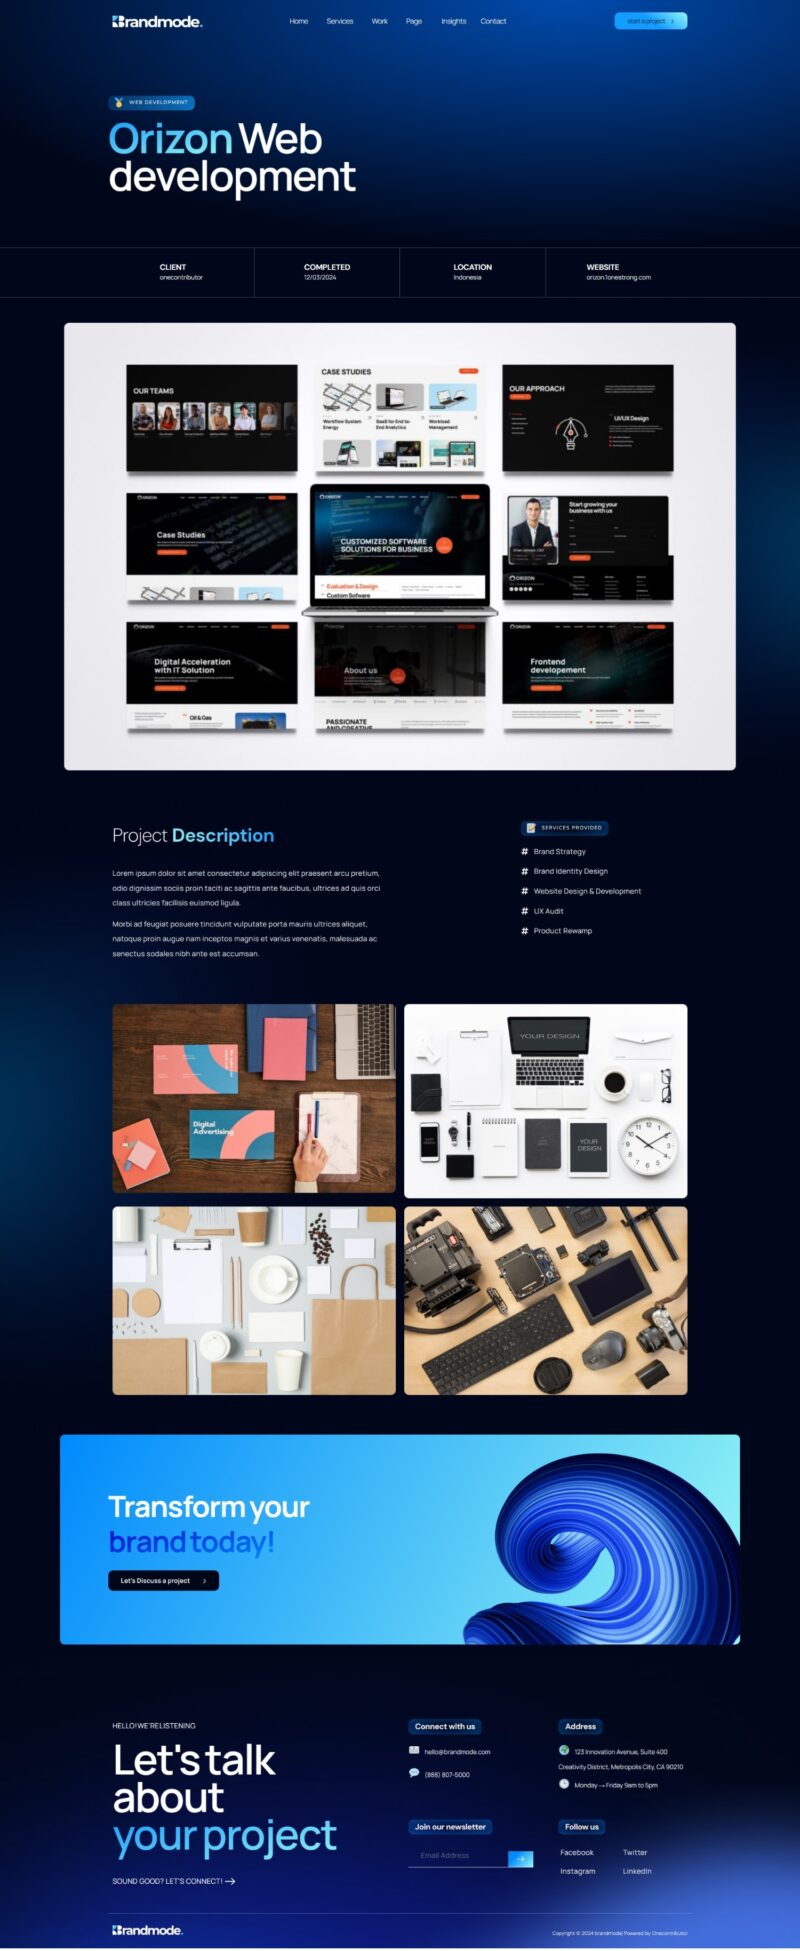 Brandmode.
Home Services Work Page Insights Contact
start a project
WEB DEVELOPMENT
Orizon Web
development
CLIENT
onecontributor
COMPLETED
12/03/2024
LOCATION
Indonesia
WEBSITE
orizon.1onestrong.com
OUR TEAMS
CASE STUDIES
Workflow System
Energy
SaaS for End to-
End Analytics
Workload
Management
OUR APPROACH
UI/UX Design
ORIZON
Case Studies
ORIZON
CUSTOMIZED SOFTWARE
SOLUTIONS FOR BUSINESS
Evaluation & Design
Custom Sofware
Start growing your
business with us
ORIZON
ORIZON
Digital Acceleration
with IT Solution
Oil & Gas
ORIZON
About us
PASSIONATE
AND CREATIVE
ORIZON
Frontend
developement
Project Description
Lorem ipsum dolor sit amet consectetur adipiscing elit praesent arcu pretium,
odio dignissim sociis proin taciti ac sagittis ante faucibus, ultrices ad quis orci
class ultricies facilisis euismod ligula.
Morbi ad feugiat posuere tincidunt vulputate porta mauris ultrices aliquet,
natoque proin augue nam inceptos magnis et varius venenatis, malesuada ac
senectus sodales nibh ante est accumsan.
SERVICES PROVIDED
# Brand Strategy
# Brand Identity Design
# Website Design & Development
# UX Audit
# Product Rewamp
Digital
Advertising
YOUR DESIGN
YOUR
DESIGN
Transform your
brand today!
Let's Discuss a project
HELLO!WE'RELISTENING
Let's talk
about
your project
SOUND GOOD? LET'S CONNECT!
Connect with us
hello@brandmode.com
(888) 807-5000
Address
123 Innovation Avenue, Suite 400
Creativity District, Metropolis City, CA 90210
Monday → Friday 9am to 5pm
Join our newsletter
Email Address
Follow us
Facebook Twitter
Instagram LinkedIn
Brandmode.
Copyright © 2024 brandmode| Powered by Onecontributor